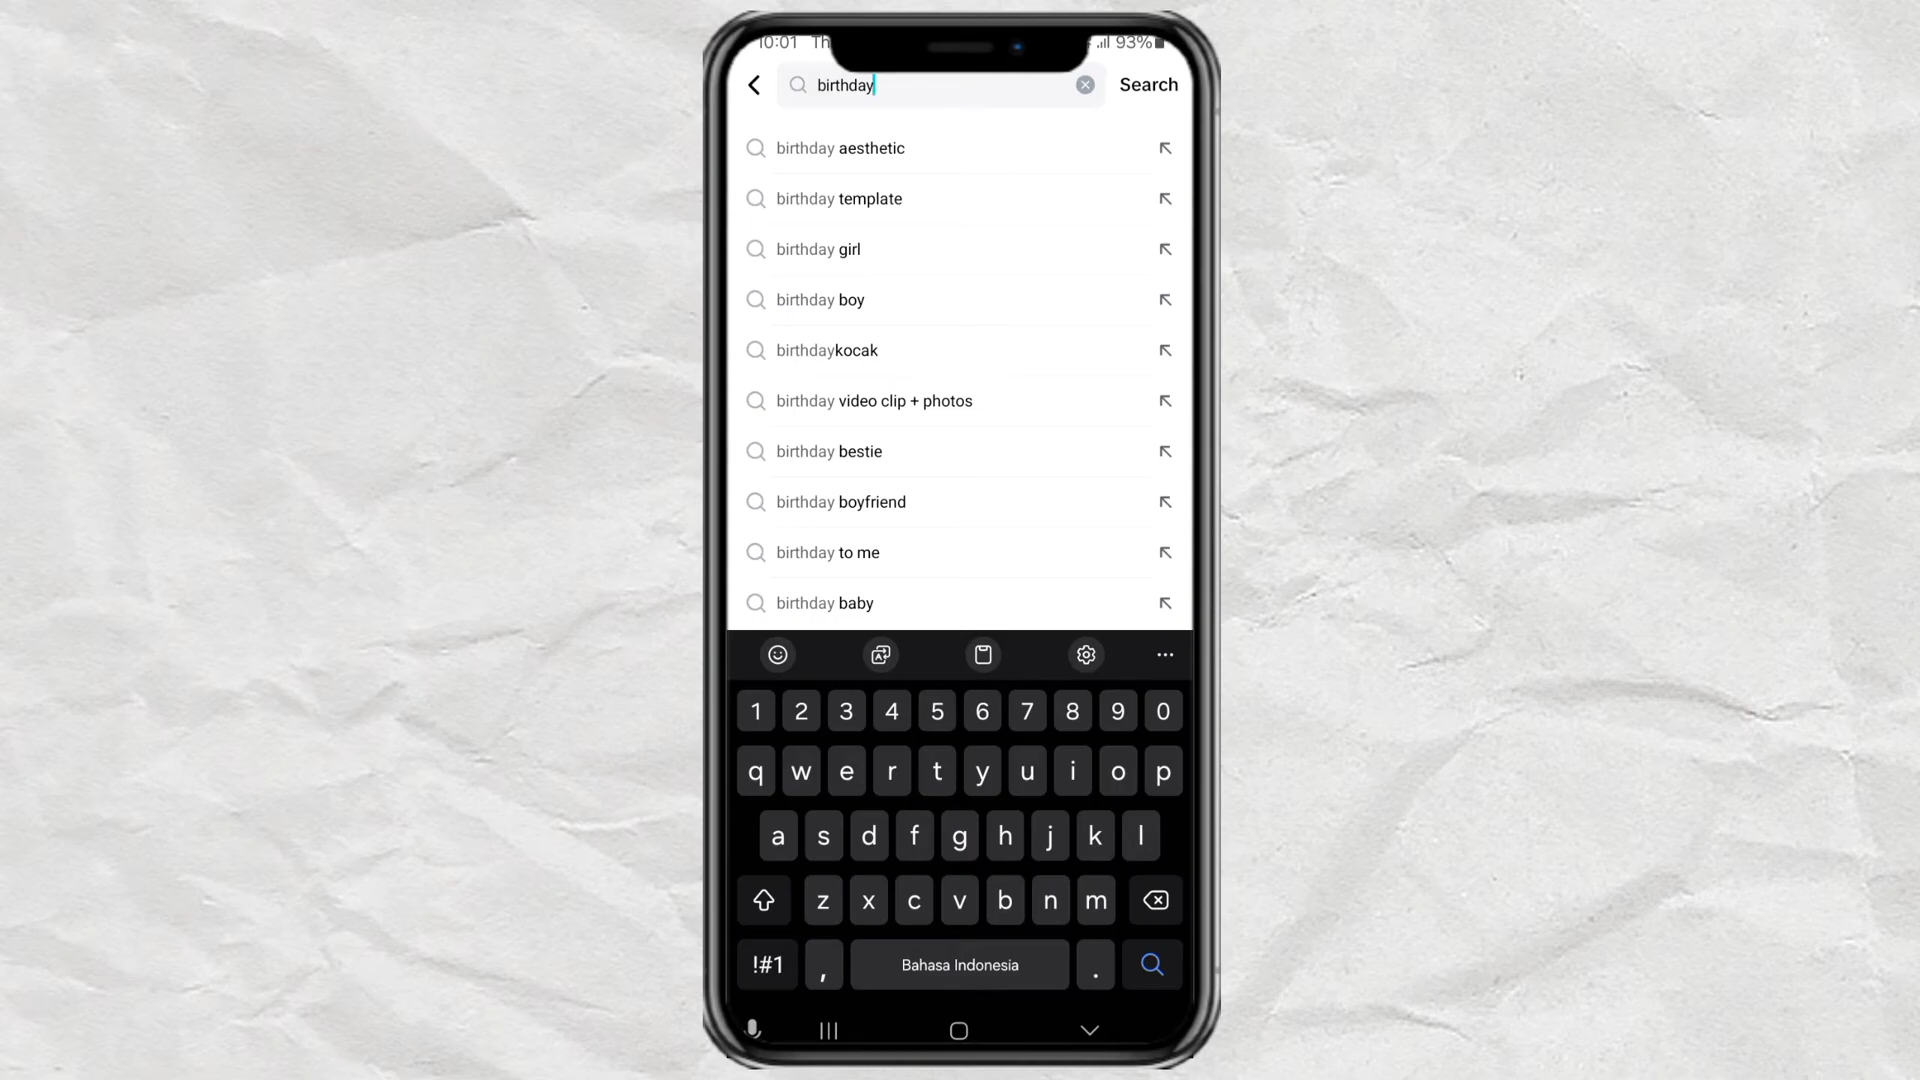 10:01 Th 93%
birthday Search
birthday aesthetic
birthday template
birthday girl
birthday boy
birthdaykocak
birthday video clip + photos
birthday bestie
birthday boyfriend
birthday to me
birthday baby
1 2 3 4 5 6 7 8 9 0
q w e r t y u i o p
a s d f g h j k l
z x c v b n m
!#1 , Bahasa Indonesia .